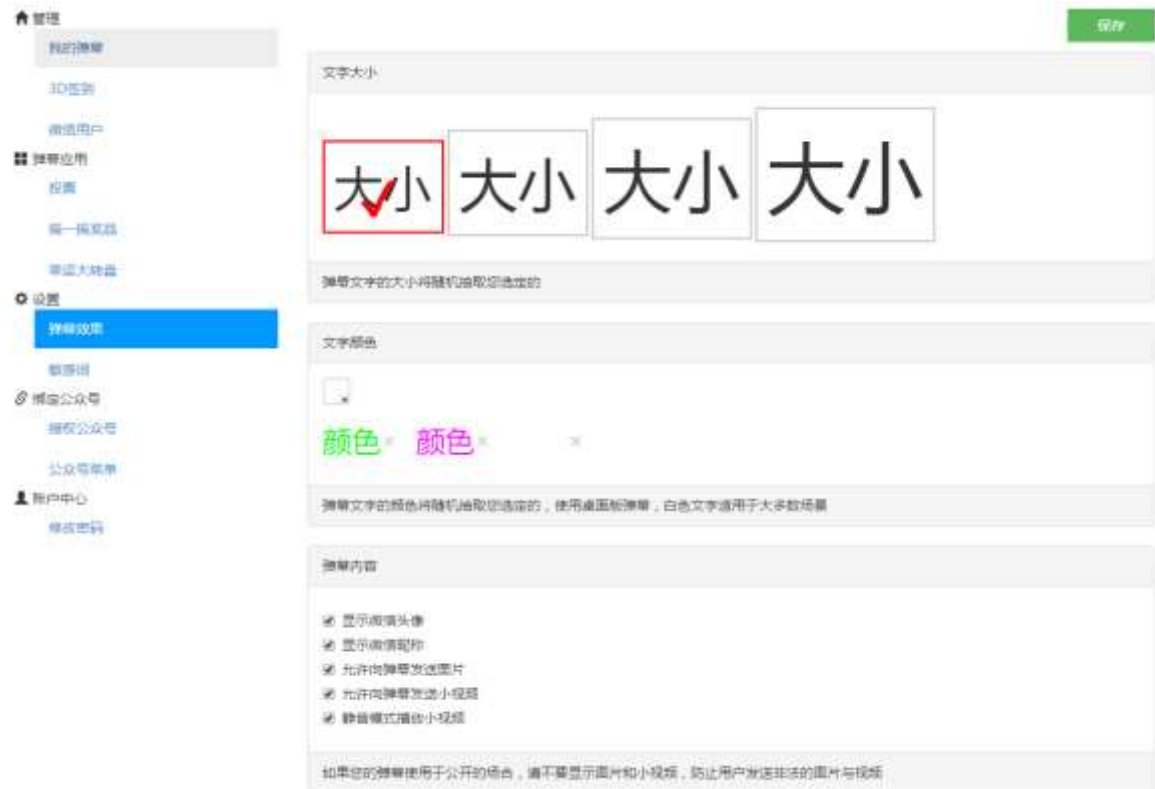 管理
我的弹幕
3D签到
微信用户
弹幕应用
投票
摇一摇奖品
幸运大转盘
设置
弹幕效果
敏感词
绑定公众号
授权公众号
公众号菜单
账户中心
修改密码
保存
文字大小
大小 大小 大小 大小
弹幕文字的大小将随机抽取您选定的
文字颜色
颜色× 颜色× ×
弹幕文字的颜色将随机抽取您选定的，使用桌面版弹幕，白色文字适用于大多数场景
弹幕内容
显示微信头像
显示微信昵称
允许向弹幕发送图片
允许向弹幕发送小视频
静音模式播放小视频
如果您的弹幕使用于公开的场合，请不要显示图片和小视频，防止用户发送非法的图片与视频